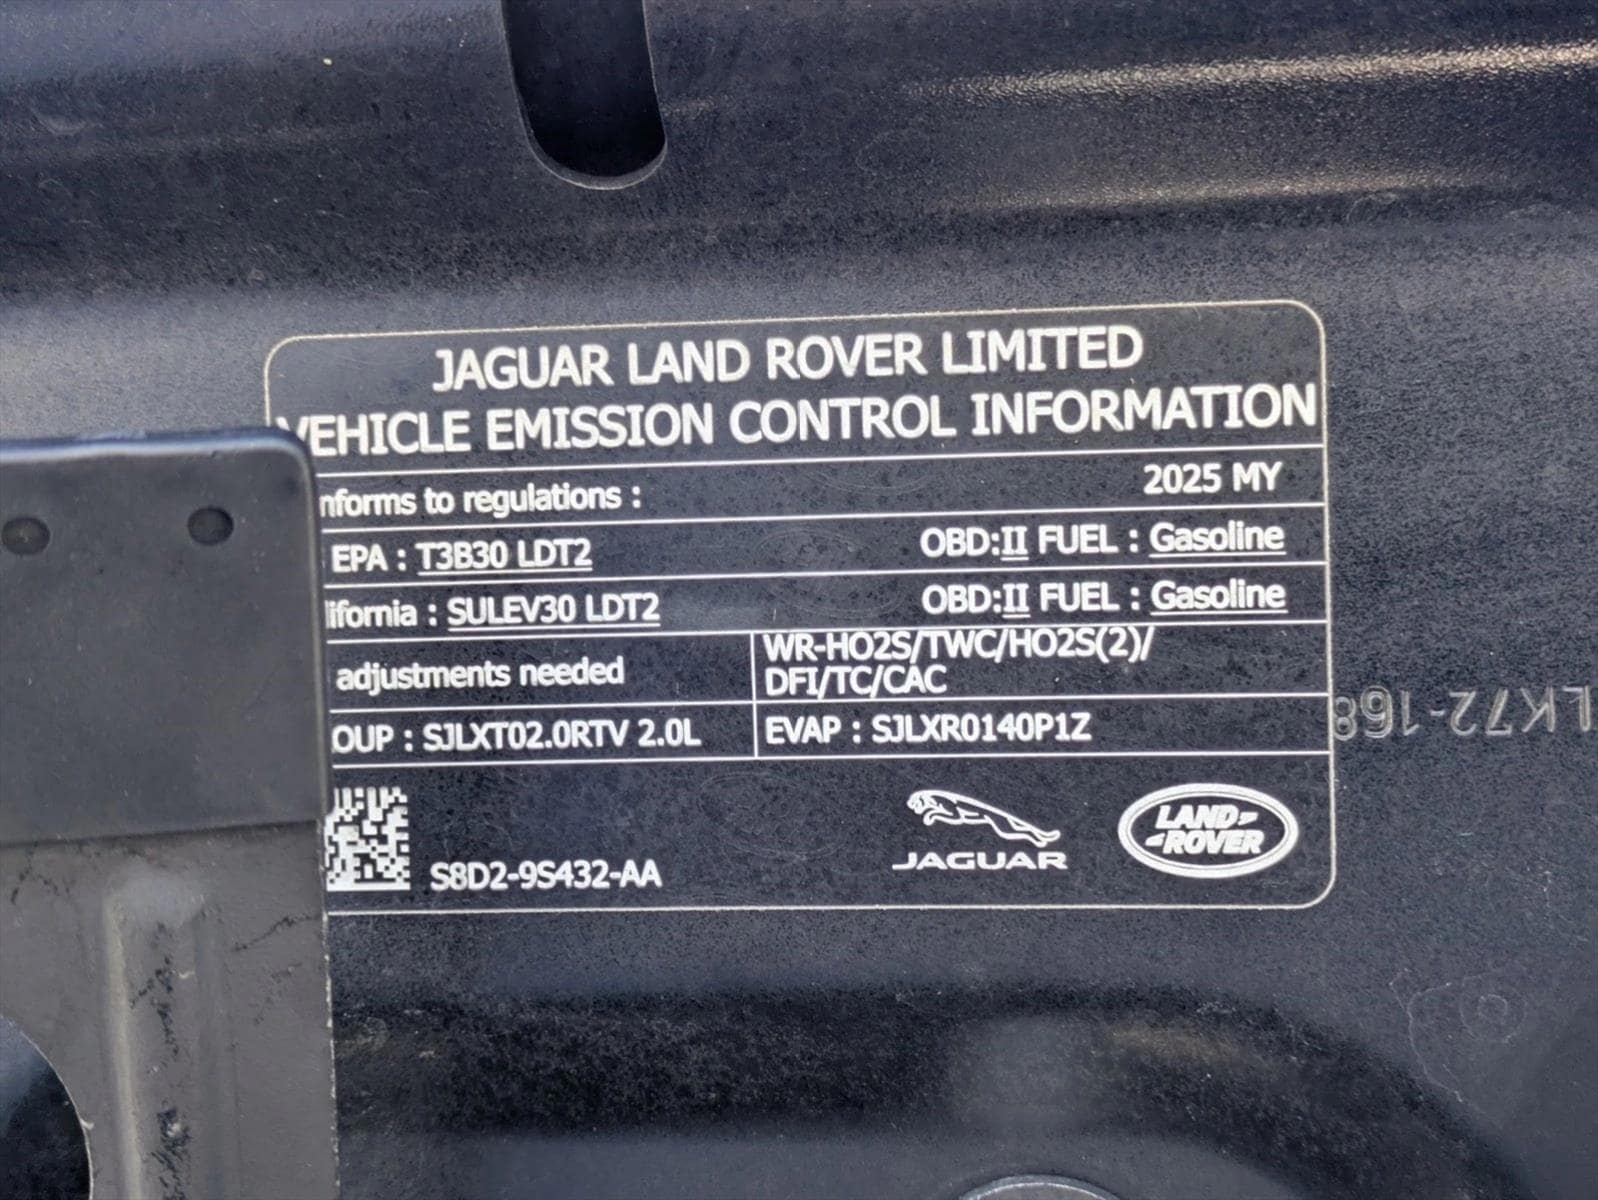 JAGUAR LAND ROVER LIMITED
VEHICLE EMISSION CONTROL INFORMATION
nforms to regulations : 2025 MY
EPA : T3B30 LDT2 OBD:II FUEL : Gasoline
ifornia : SULEV30 LDT2 OBD:II FUEL : Gasoline
adjustments needed WR-HO2S/TWC/HO2S(2)/
DFI/TC/CAC
OUP : SJLXT02.0RTV 2.0L EVAP : SJLXR0140P1Z
S8D2-9S432-AA
JAGUAR
LAND
ROVER
LK72-168